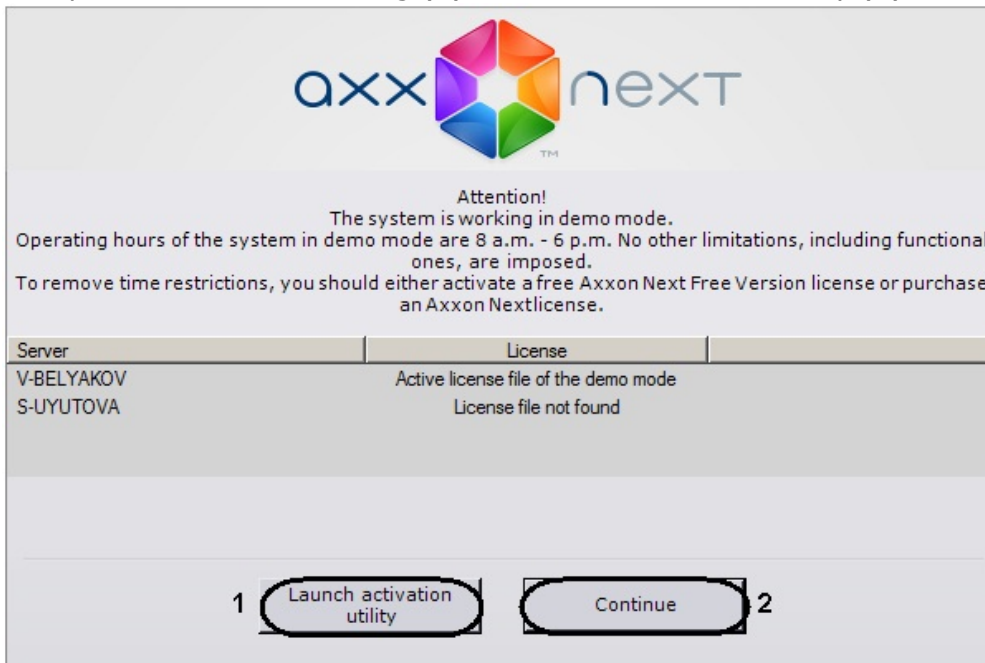 axx next
TM
Attention!
The system is working in demo mode.
Operating hours of the system in demo mode are 8 a.m. - 6 p.m. No other limitations, including functional
ones, are imposed.
To remove time restrictions, you should either activate a free Axxon Next Free Version license or purchase
an Axxon Nextlicense.
Server License
V-BELYAKOV Active license file of the demo mode
S-UYUTOVA License file not found
1 Launch activation utility Continue 2